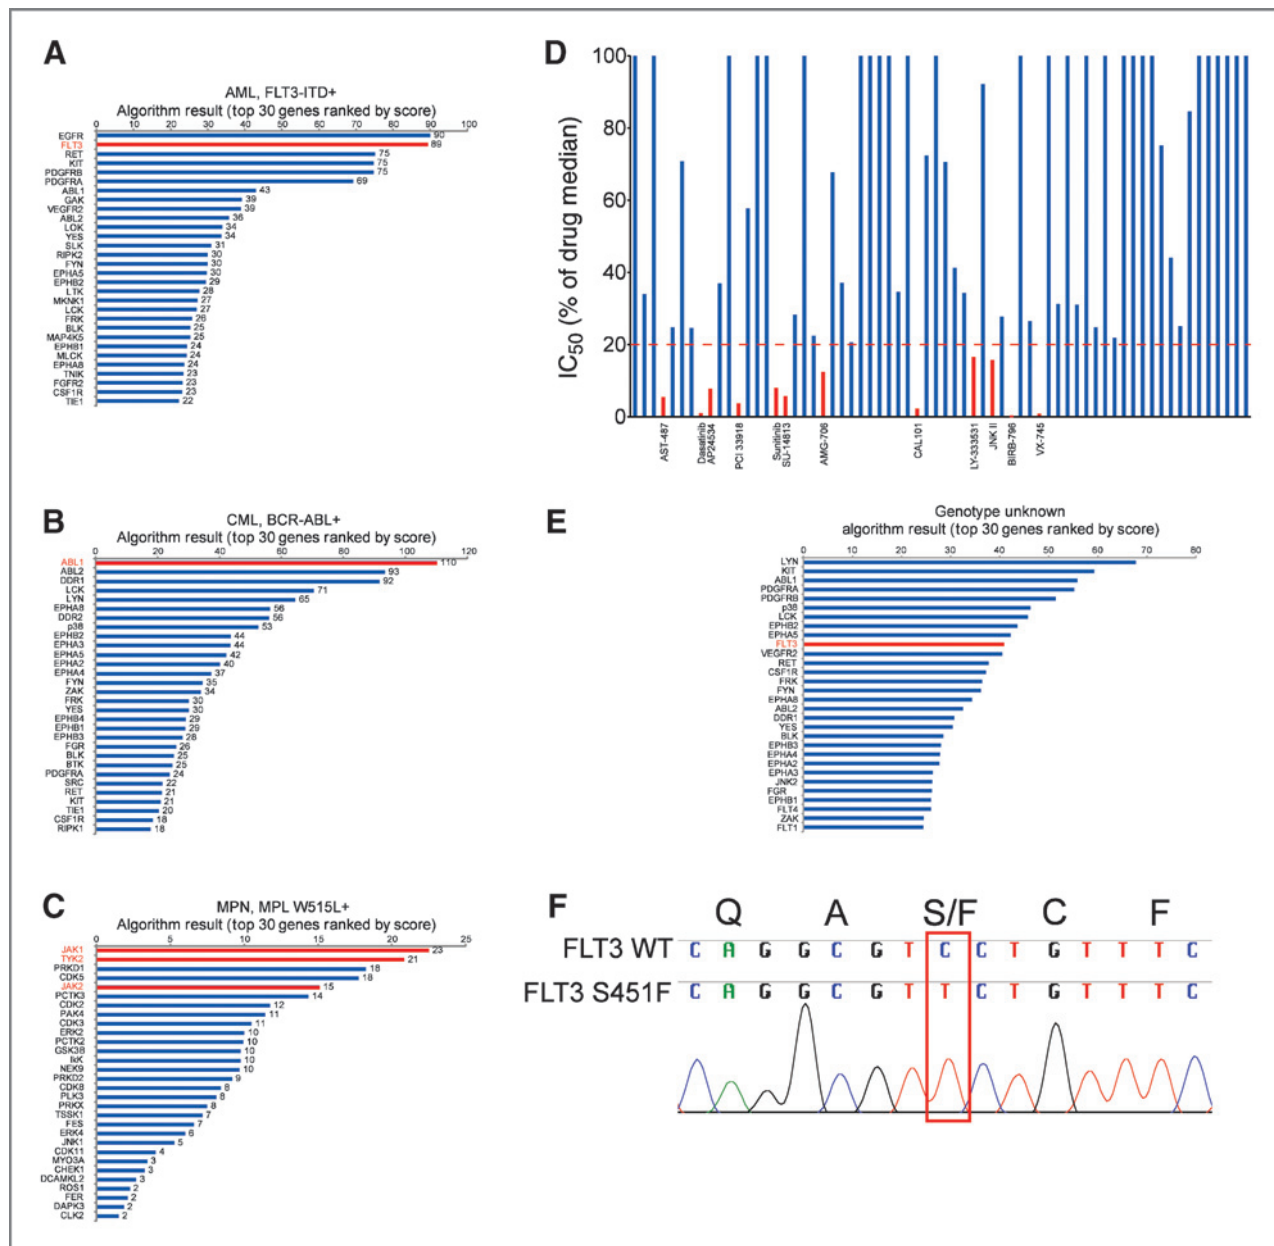 A
AML, FLT3-ITD+
Algorithm result (top 30 genes ranked by score)
0 20 30 40 50 60 70 80 90 100
EGFR 90
FLT3 89
RET 75
KIT 75
PDGFRB 75
PDGFRA 69
ABL1 43
GAK 39
VEGFR2 39
ABL2 36
LOK 34
YES 34
SLK 31
RIPK2 30
FYN 30
EPHA5 30
EPHB2 29
LTK 28
MKNK1 27
LCK 27
FRK 26
BLK 25
MAP4K5 25
EPHB1 24
MLCK 24
EPHA8 24
TNIK 23
FGFR2 23
CSF1R 23
TIE1 22
B
CML, BCR-ABL+
Algorithm result (top 30 genes ranked by score)
0 20 40 60 80 100 120
ABL1 110
ABL2 93
DDR1 92
LCK 71
LYN 65
EPHA8 56
DDR2 56
p38 53
EPHB2 44
EPHA3 44
EPHA5 42
EPHA2 40
EPHA4 37
FYN 35
ZAK 34
FRK 30
YES 30
EPHB4 29
EPHB1 29
EPHB3 28
FGR 26
BLK 25
BTK 25
PDGFRA 24
SRC 22
RET 21
KIT 21
TIE1 20
CSF1R 18
RIPK1 18
C
MPN, MPL W515L+
Algorithm result (top 30 genes ranked by score)
0 5 10 15 20 25
JAK1 23
TYK2 21
PRKD1 18
CDK5 18
JAK2 15
PCTK3 14
CDK2 12
PAK4 11
CDK3 11
ERK2 10
PCTK2 10
GSK3B 10
IkK 10
NEK9 10
PRKD2 9
CDK8 8
PLK3 8
PRKX 8
TSSK1 7
FES 7
ERK4 6
JNK1 5
CDK11 4
MYO3A 3
CHEK1 3
DCAMKL2 3
ROS1 2
FER 2
DAPK3 2
CLK2 2
D
IC50 (% of drug median)
100
80
60
40
20
0
AST-487
Dasatinib
AP24534
PCI 33918
Sunitinib
SU-14813
AMG-706
CAL101
LY-333531
JNK II
BIRB-796
VX-745
E
Genotype unknown
algorithm result (top 30 genes ranked by score)
0 10 20 30 40 50 60 70 80
LYN
KIT
ABL1
PDGFRA
PDGFRB
p38
LCK
EPHB2
EPHA5
FLT3
VEGFR2
RET
CSF1R
FRK
FYN
EPHA8
ABL2
DDR1
YES
BLK
EPHB3
EPHA4
EPHA2
EPHA3
JNK2
FGR
EPHB1
FLT4
ZAK
FLT1
F
Q A S/F C F
FLT3 WT C A G G C G T C C T G T T T C
FLT3 S451F C A G G C G T T C T G T T T C